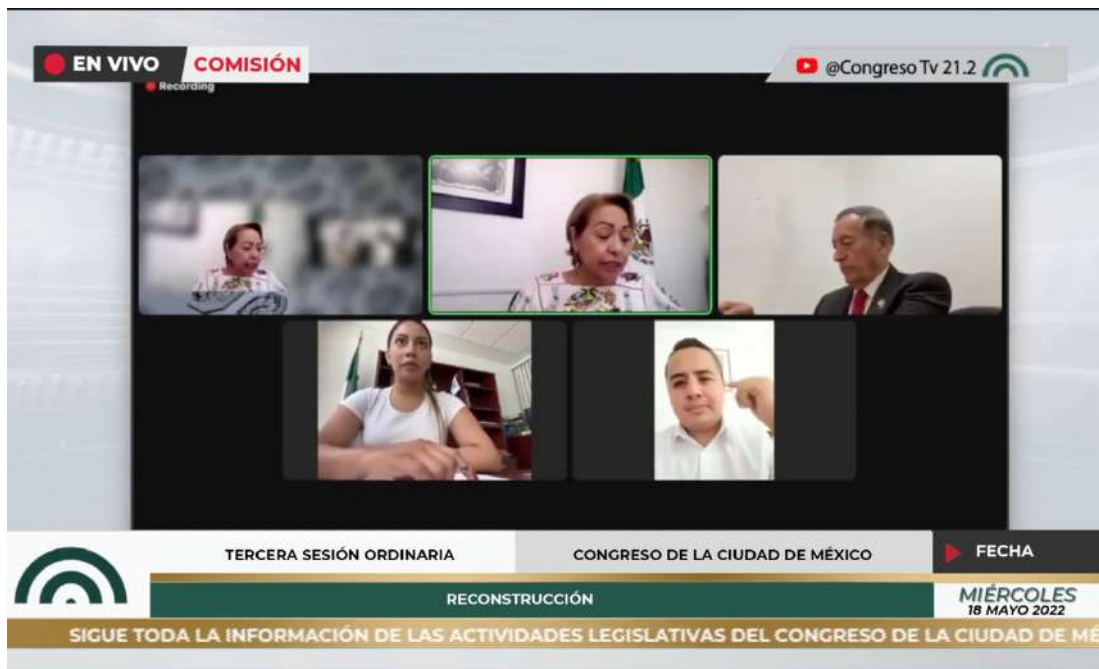 EN VIVO COMISIÓN
@Congreso Tv 21.2
Recording
TERCERA SESIÓN ORDINARIA
CONGRESO DE LA CIUDAD DE MÉXICO
FECHA
RECONSTRUCCIÓN
MIÉRCOLES
18 MAYO 2022
SIGUE TODA LA INFORMACIÓN DE LAS ACTIVIDADES LEGISLATIVAS DEL CONGRESO DE LA CIUDAD DE MÉ